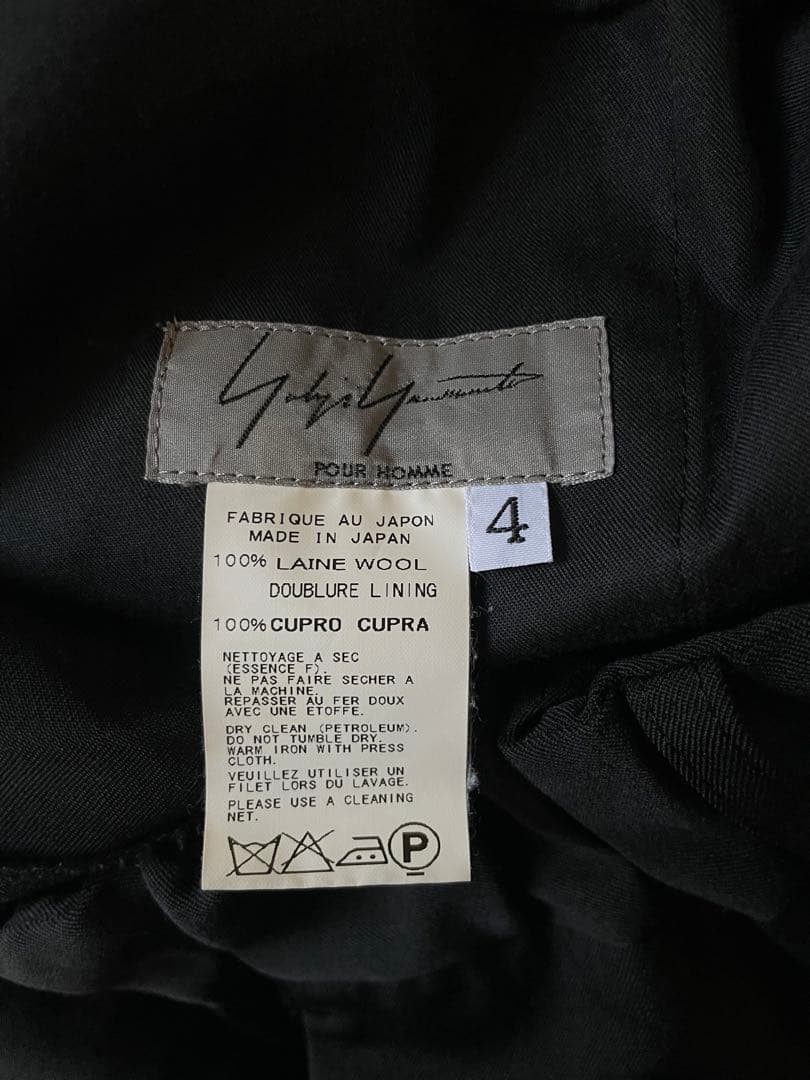 Yohji Yamamoto
POUR HOMME
4
FABRIQUE AU JAPON
MADE IN JAPAN
100% LAINE WOOL
DOUBLURE LINING
100% CUPRO CUPRA
NETTOYAGE A SEC
(ESSENCE F).
NE PAS FAIRE SECHER A
LA MACHINE.
REPASSER AU FER DOUX
AVEC UNE ETOFFE.
DRY CLEAN (PETROLEUM).
DO NOT TUMBLE DRY.
WARM IRON WITH PRESS
CLOTH.
VEUILLEZ UTILISER UN
FILET LORS DU LAVAGE.
PLEASE USE A CLEANING
NET.
P